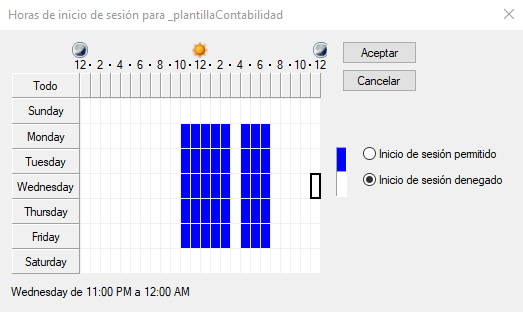 Horas de inicio de sesión para _plantillaContabilidad
12 · 2 · 4 · 6 · 8 · 10 · 12 · 2 · 4 · 6 · 8 · 10 · 12
Todo
Sunday
Monday
Tuesday
Wednesday
Thursday
Friday
Saturday
Aceptar
Cancelar
Inicio de sesión permitido
Inicio de sesión denegado
Wednesday de 11:00 PM a 12:00 AM